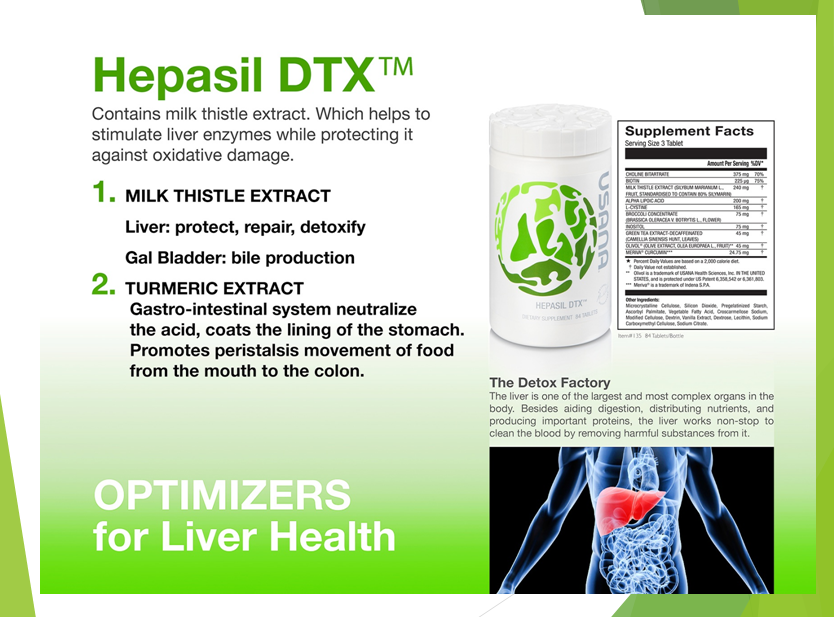 Hepasil DTX™
Contains milk thistle extract. Which helps to
stimulate liver enzymes while protecting it
against oxidative damage.
1. MILK THISTLE EXTRACT
Liver: protect, repair, detoxify
Gal Bladder: bile production
2. TURMERIC EXTRACT
Gastro-intestinal system neutralize
the acid, coats the lining of the stomach.
Promotes peristalsis movement of food
from the mouth to the colon.
OPTIMIZERS
for Liver Health
USANA
HEPASIL DTX™
DIETARY SUPPLEMENT 84 TABLETS
Supplement Facts
Serving Size 3 Tablet
Amount Per Serving %DV*
CHOLINE BITARTRATE 375 mg 70%
BIOTIN 225 µg 75%
MILK THISTLE EXTRACT (SILYBUM MARIANUM L., 240 mg †
FRUIT, STANDARDISED TO CONTAIN 80% SILYMARIN)
ALPHA LIPOIC ACID 200 mg †
L-CYSTINE 165 mg †
BROCCOLI CONCENTRATE 75 mg †
(BRASSICA OLERACEA V. BOTRYTIS L., FLOWER)
INOSITOL 75 mg †
GREEN TEA EXTRACT-DECAFFEINATED 45 mg †
(CAMELLIA SINENSIS HUNT, LEAVES)
OLIVOL® (OLIVE EXTRACT, OLEA EUROPAEA L., FRUIT)** 45 mg †
MERIVA® CURCUMIN*** 24.75 mg †
★ Percent Daily Values are based on a 2,000 calorie diet.
† Daily Value not established.
** Olivol is a trademark of USANA Health Sciences, Inc. IN THE UNITED
STATES, and is protected under US Patent 6,358,542 or 6,361,803.
*** Meriva® is a trademark of Indena S.P.A.
Other Ingredients:
Microcrystalline Cellulose, Silicon Dioxide, Pregelatinized Starch,
Ascorbyl Palmitate, Vegetable Fatty Acid, Croscarmellose Sodium,
Modified Cellulose, Dextrin, Vanilla Extract, Dextrose, Lecithin, Sodium
Carboxymethyl Cellulose, Sodium Citrate.
Item#135 84 Tablets/Bottle
The Detox Factory
The liver is one of the largest and most complex organs in the
body. Besides aiding digestion, distributing nutrients, and
producing important proteins, the liver works non-stop to
clean the blood by removing harmful substances from it.